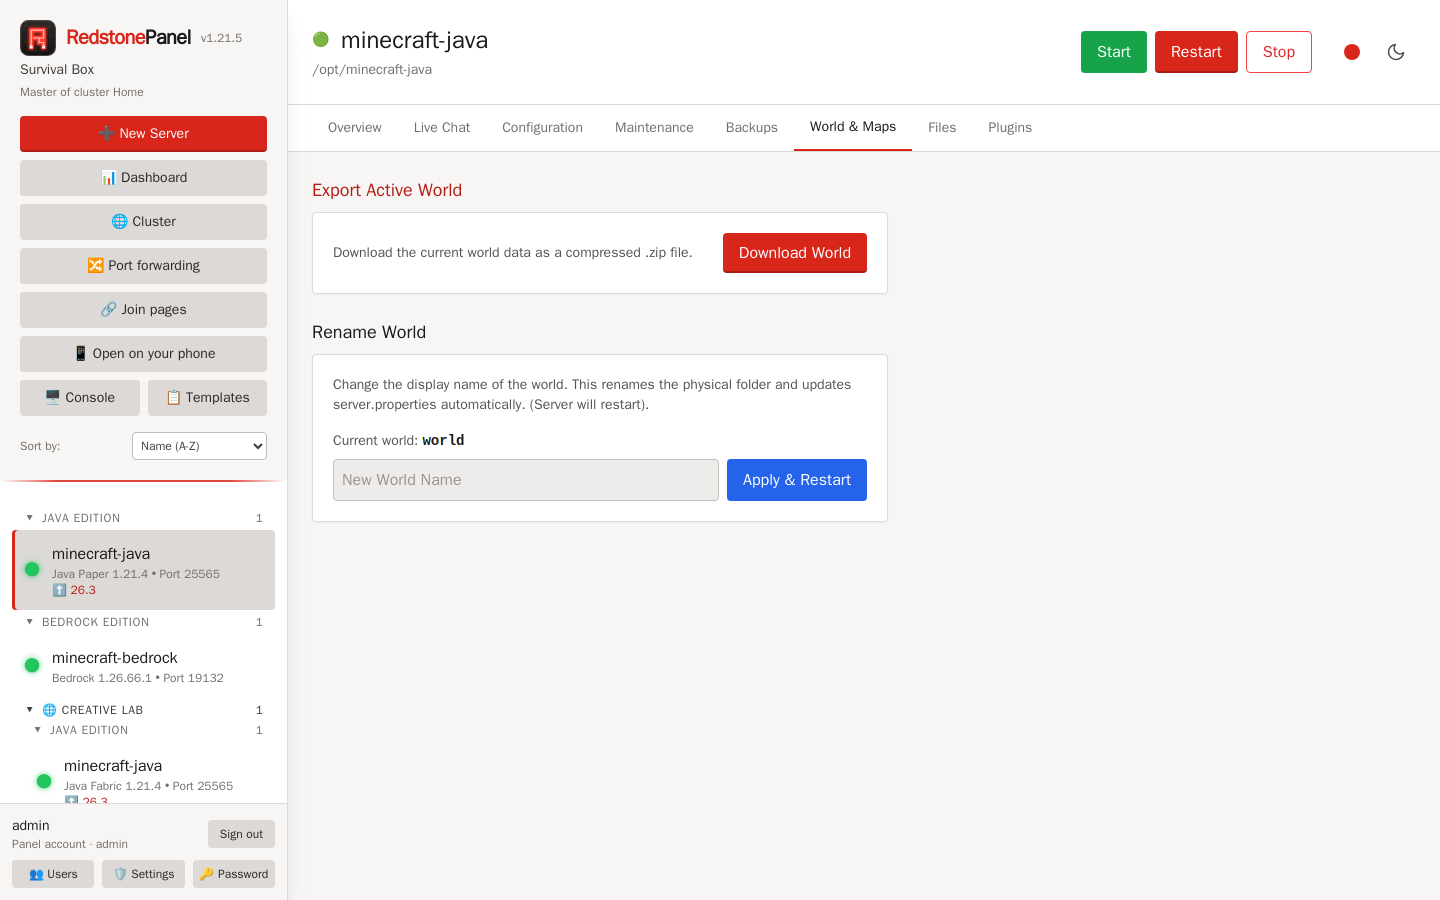 RedstonePanel v1.21.5
Survival Box
Master of cluster Home
➕ New Server
📊 Dashboard
🌐 Cluster
🔀 Port forwarding
🔗 Join pages
📱 Open on your phone
🖥️ Console
📋 Templates
Sort by:
Name (A-Z)
▼ JAVA EDITION 1
minecraft-java
Java Paper 1.21.4 • Port 25565
⬆️ 26.3
▼ BEDROCK EDITION 1
minecraft-bedrock
Bedrock 1.26.66.1 • Port 19132
▼ 🌐 CREATIVE LAB 1
▼ JAVA EDITION 1
minecraft-java
Java Fabric 1.21.4 • Port 25565
⬆️ 26.3
admin
Panel account · admin
Sign out
👥 Users
🛡️ Settings
🔑 Password
minecraft-java
/opt/minecraft-java
Start
Restart
Stop
Overview
Live Chat
Configuration
Maintenance
Backups
World & Maps
Files
Plugins
Export Active World
Download the current world data as a compressed .zip file.
Download World
Rename World
Change the display name of the world. This renames the physical folder and updates
server.properties automatically. (Server will restart).
Current world: world
New World Name
Apply & Restart